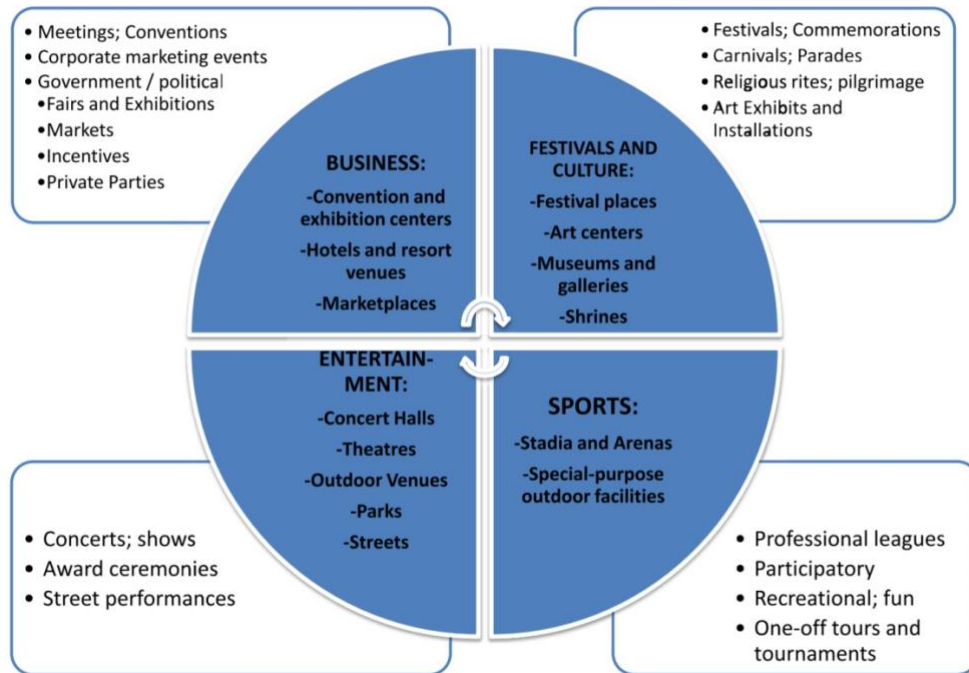 • Meetings; Conventions
• Corporate marketing events
• Government / political
•Fairs and Exhibitions
•Markets
•Incentives
•Private Parties
• Festivals; Commemorations
• Carnivals; Parades
• Religious rites; pilgrimage
• Art Exhibits and
Installations
BUSINESS:
-Convention and
exhibition centers
-Hotels and resort
venues
-Marketplaces
FESTIVALS AND
CULTURE:
-Festival places
-Art centers
-Museums and
galleries
-Shrines
ENTERTAIN-
MENT:
-Concert Halls
-Theatres
-Outdoor Venues
-Parks
-Streets
SPORTS:
-Stadia and Arenas
-Special-purpose
outdoor facilities
• Concerts; shows
• Award ceremonies
• Street performances
• Professional leagues
• Participatory
• Recreational; fun
• One-off tours and
tournaments